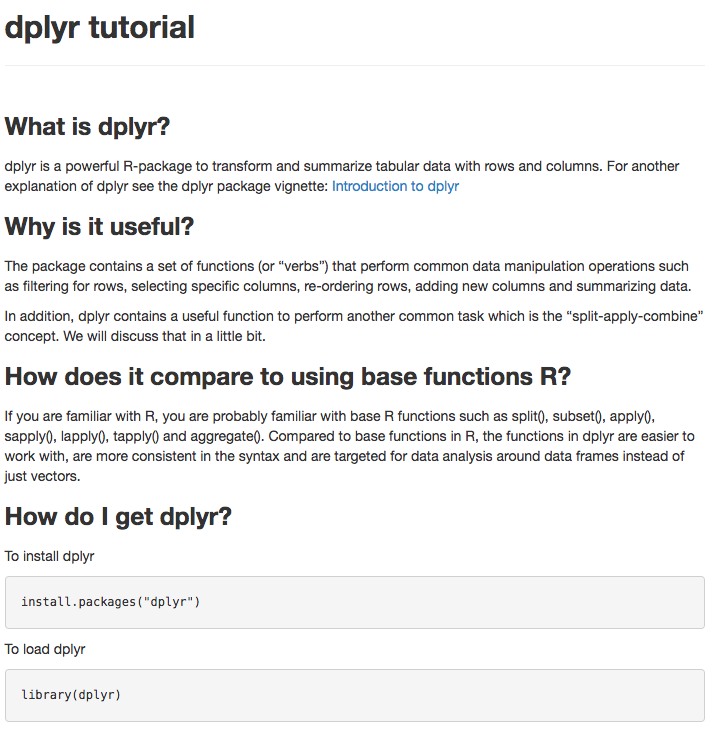 dplyr tutorial
What is dplyr?
dplyr is a powerful R-package to transform and summarize tabular data with rows and columns. For another
explanation of dplyr see the dplyr package vignette: Introduction to dplyr
Why is it useful?
The package contains a set of functions (or “verbs”) that perform common data manipulation operations such
as filtering for rows, selecting specific columns, re-ordering rows, adding new columns and summarizing data.
In addition, dplyr contains a useful function to perform another common task which is the “split-apply-combine”
concept. We will discuss that in a little bit.
How does it compare to using base functions R?
If you are familiar with R, you are probably familiar with base R functions such as split(), subset(), apply(),
sapply(), lapply(), tapply() and aggregate(). Compared to base functions in R, the functions in dplyr are easier to
work with, are more consistent in the syntax and are targeted for data analysis around data frames instead of
just vectors.
How do I get dplyr?
To install dplyr
install.packages("dplyr")
To load dplyr
library(dplyr)